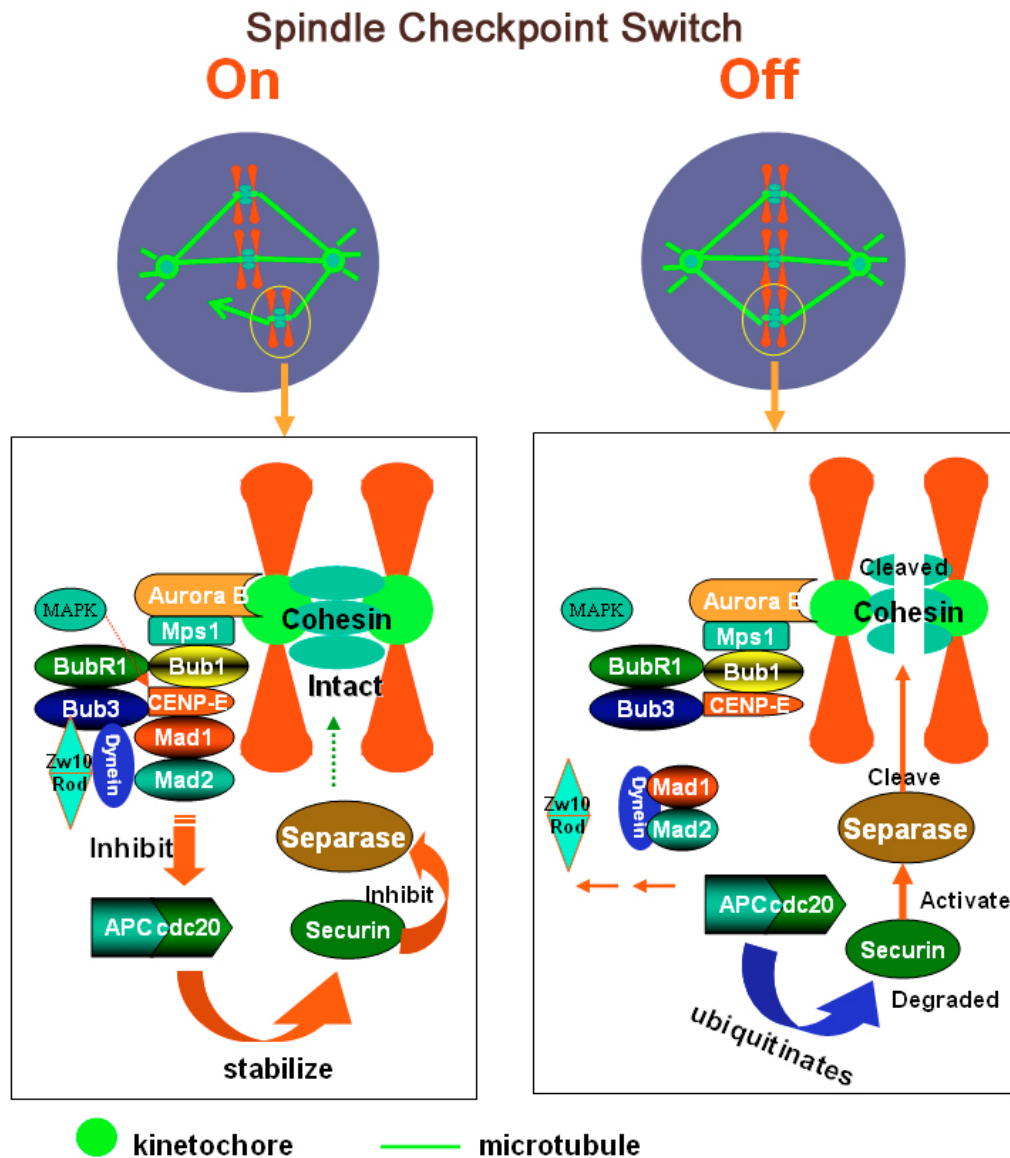 Spindle Checkpoint Switch
On
Off
Aurora B
MAPK
Mps1
Cohesin
BubR1
Bub1
Intact
Bub3
CENP-E
Mad1
Zw10
Rod
Dynein
Mad2
Inhibit
Separase
Inhibit
APC cdc20
Securin
stabilize
Cleaved
Aurora B
MAPK
Cohesin
Mps1
BubR1
Bub1
Bub3
CENP-E
Cleave
Zw10
Rod
Dynein
Mad1
Mad2
Separase
APC cdc20
Activate
Securin
Degraded
ubiquitinates
kinetochore
microtubule